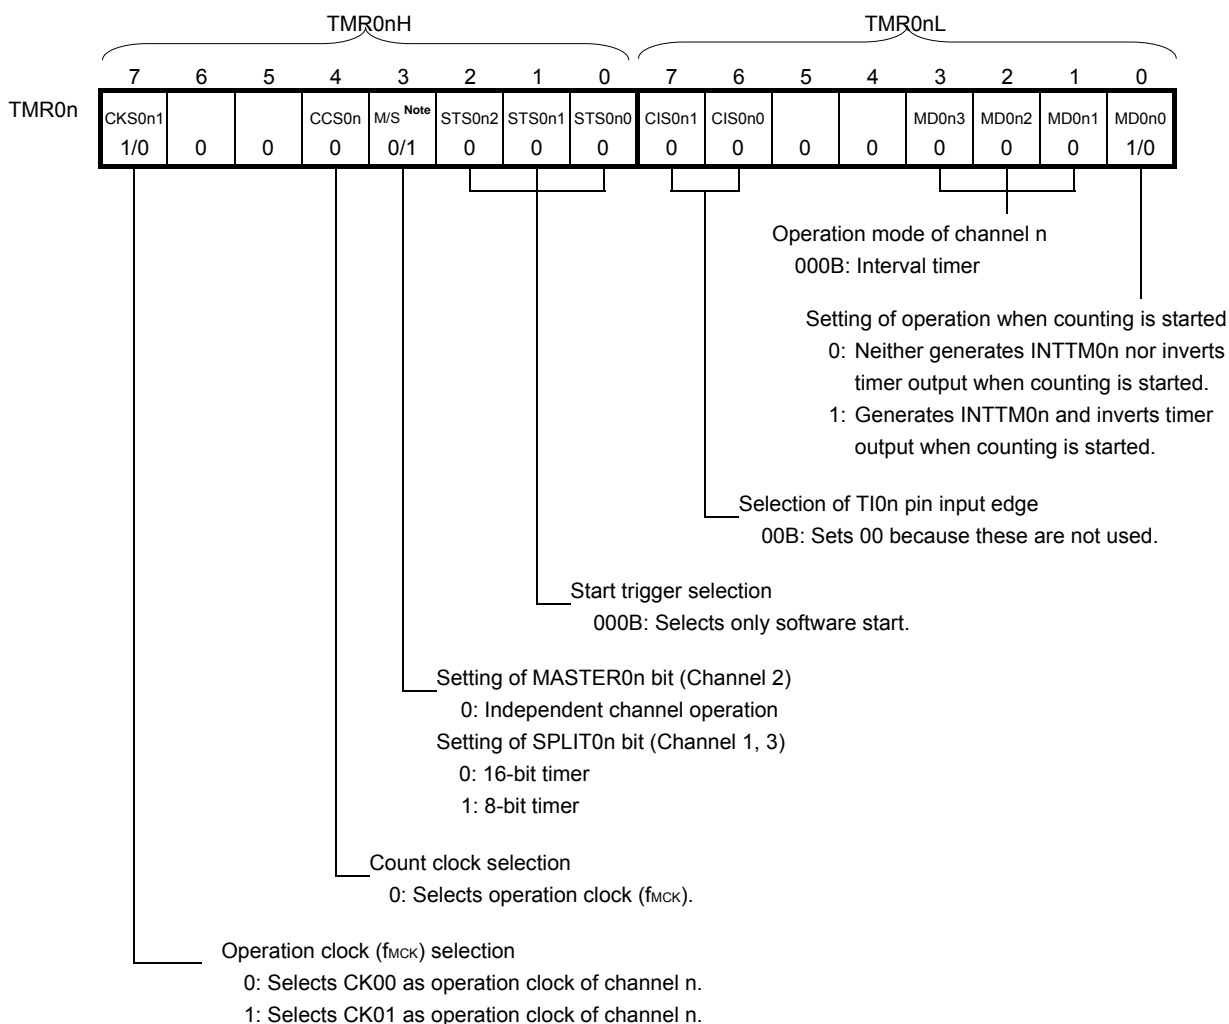 TMR0nH TMR0nL
7 6 5 4 3 2 1 0 7 6 5 4 3 2 1 0
TMR0n
CKS0n1 CCS0n M/S Note STS0n2 STS0n1 STS0n0 CIS0n1 CIS0n0 MD0n3 MD0n2 MD0n1 MD0n0
1/0 0 0 0 0/1 0 0 0 0 0 0 0 0 0 0 1/0
Operation mode of channel n
000B: Interval timer
Setting of operation when counting is started
0: Neither generates INTTM0n nor inverts
timer output when counting is started.
1: Generates INTTM0n and inverts timer
output when counting is started.
Selection of TI0n pin input edge
00B: Sets 00 because these are not used.
Start trigger selection
000B: Selects only software start.
Setting of MASTER0n bit (Channel 2)
0: Independent channel operation
Setting of SPLIT0n bit (Channel 1, 3)
0: 16-bit timer
1: 8-bit timer
Count clock selection
0: Selects operation clock (fMCK).
Operation clock (fMCK) selection
0: Selects CK00 as operation clock of channel n.
1: Selects CK01 as operation clock of channel n.